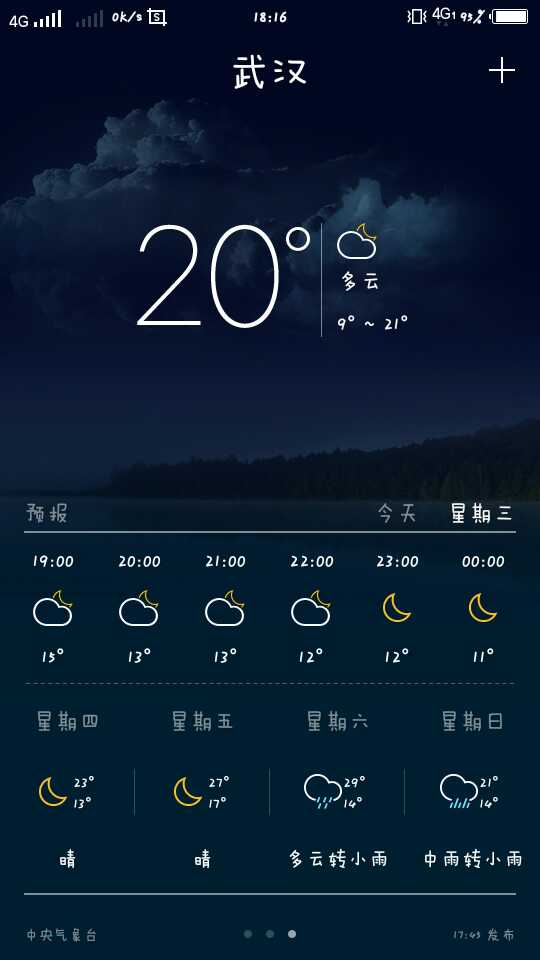 4G 0k/s 18:16 4G 1 95%
武汉
20°
多云
9° ~ 21°
预报 今天 星期三
19:00 20:00 21:00 22:00 23:00 00:00
15° 13° 13° 12° 12° 11°
星期四 星期五 星期六 星期日
23° 27° 29° 21°
13° 17° 14° 14°
晴 晴 多云转小雨 中雨转小雨
中央气象台 17:45 发布